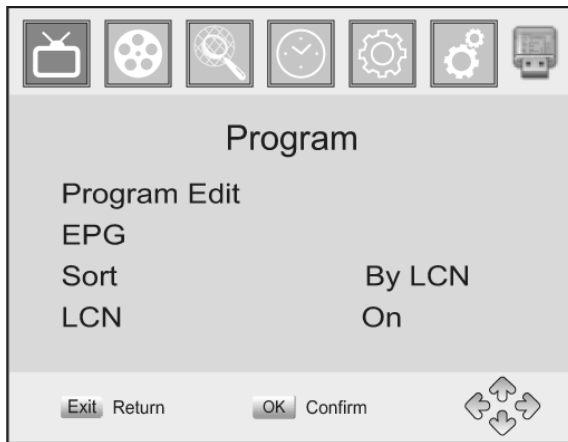 Program
Program Edit
EPG
Sort By LCN
LCN On
Exit Return OK Confirm